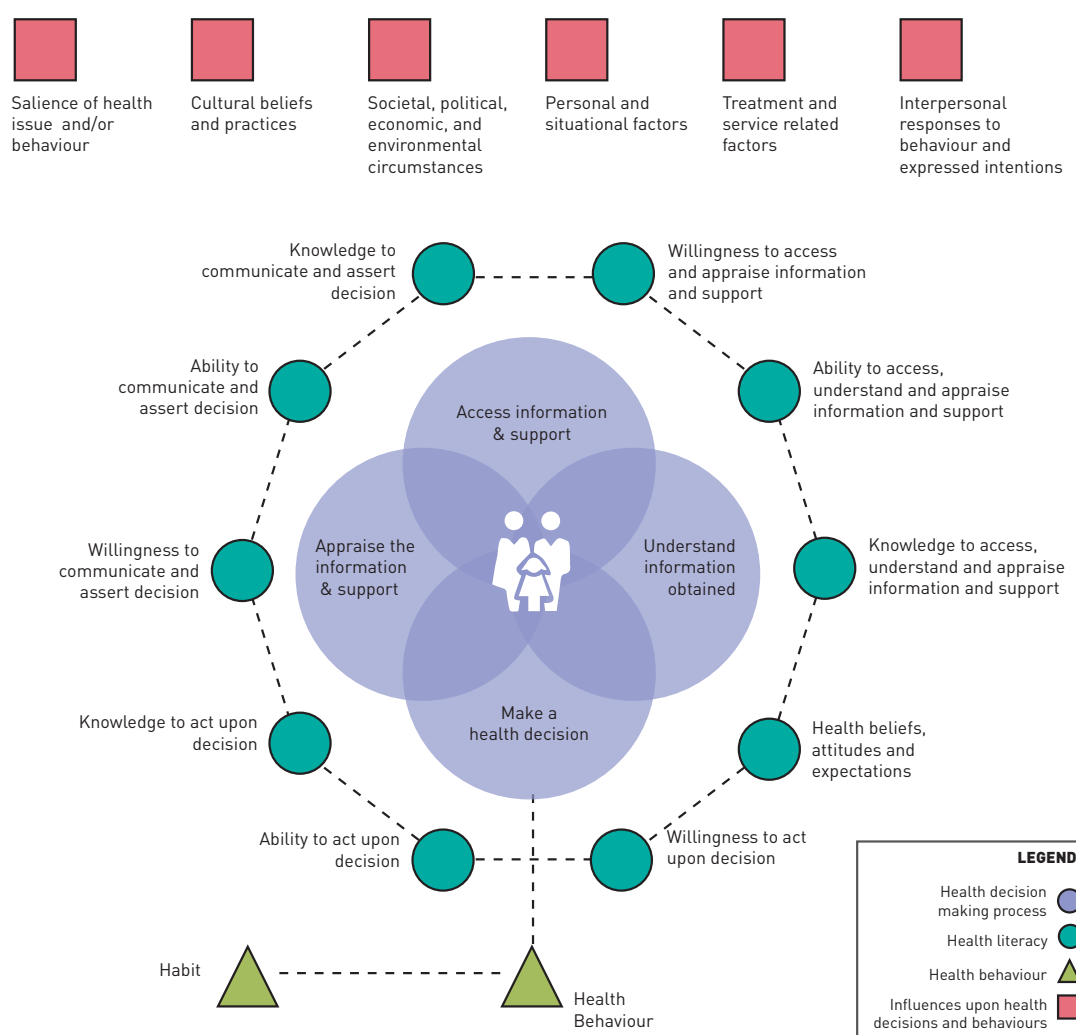 Salience of health
issue and/or
behaviour
Cultural beliefs
and practices
Societal, political,
economic, and
environmental
circumstances
Personal and
situational factors
Treatment and
service related
factors
Interpersonal
responses to
behaviour and
expressed intentions
Knowledge to
communicate and assert
decision
Willingness to access
and appraise information
and support
Ability to
communicate and
assert decision
Ability to access,
understand and appraise
information and support
Access information
& support
Willingness to
communicate and
assert decision
Appraise the
information
& support
Understand
information
obtained
Knowledge to access,
understand and appraise
information and support
Knowledge to act upon
decision
Make a
health decision
Health beliefs,
attitudes and
expectations
Ability to act upon
decision
Willingness to act
upon decision
Habit
Health
Behaviour
LEGEND
Health decision
making process
Health literacy
Health behaviour
Influences upon health
decisions and behaviours